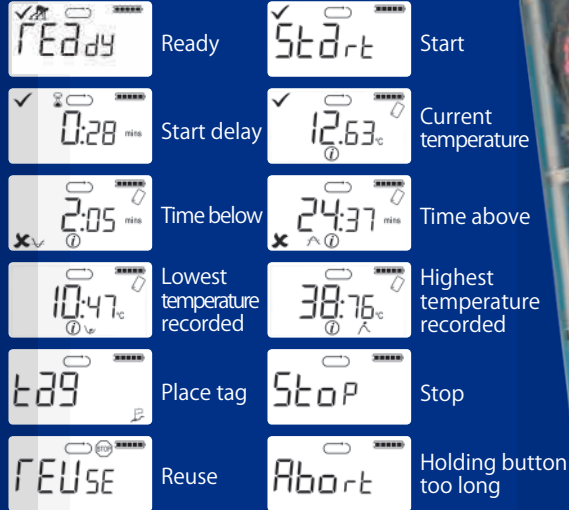 rEady
Ready
Start
Start
0:28 mins
Start delay
12.63°c
i
Current
temperature
2:05 mins
i
Time below
24:37 mins
i
Time above
10:47°c
i
Lowest
temperature
recorded
38:76°c
i
Highest
temperature
recorded
tag
Place tag
StoP
Stop
STOP
rEUSE
Reuse
Abort
Holding button
too long